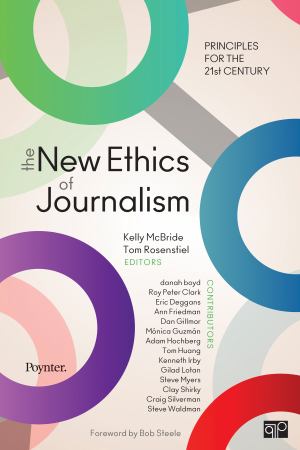 PRINCIPLES
FOR THE
21st CENTURY
the New Ethics
of
Journalism
Kelly McBride
Tom Rosenstiel
EDITORS
CONTRIBUTORS
danah boyd
Roy Peter Clark
Eric Deggans
Ann Friedman
Dan Gillmor
Mónica Guzmán
Adam Hochberg
Tom Huang
Kenneth Irby
Gilad Lotan
Steve Myers
Clay Shirky
Craig Silverman
Steve Waldman
Poynter.
Foreword by Bob Steele